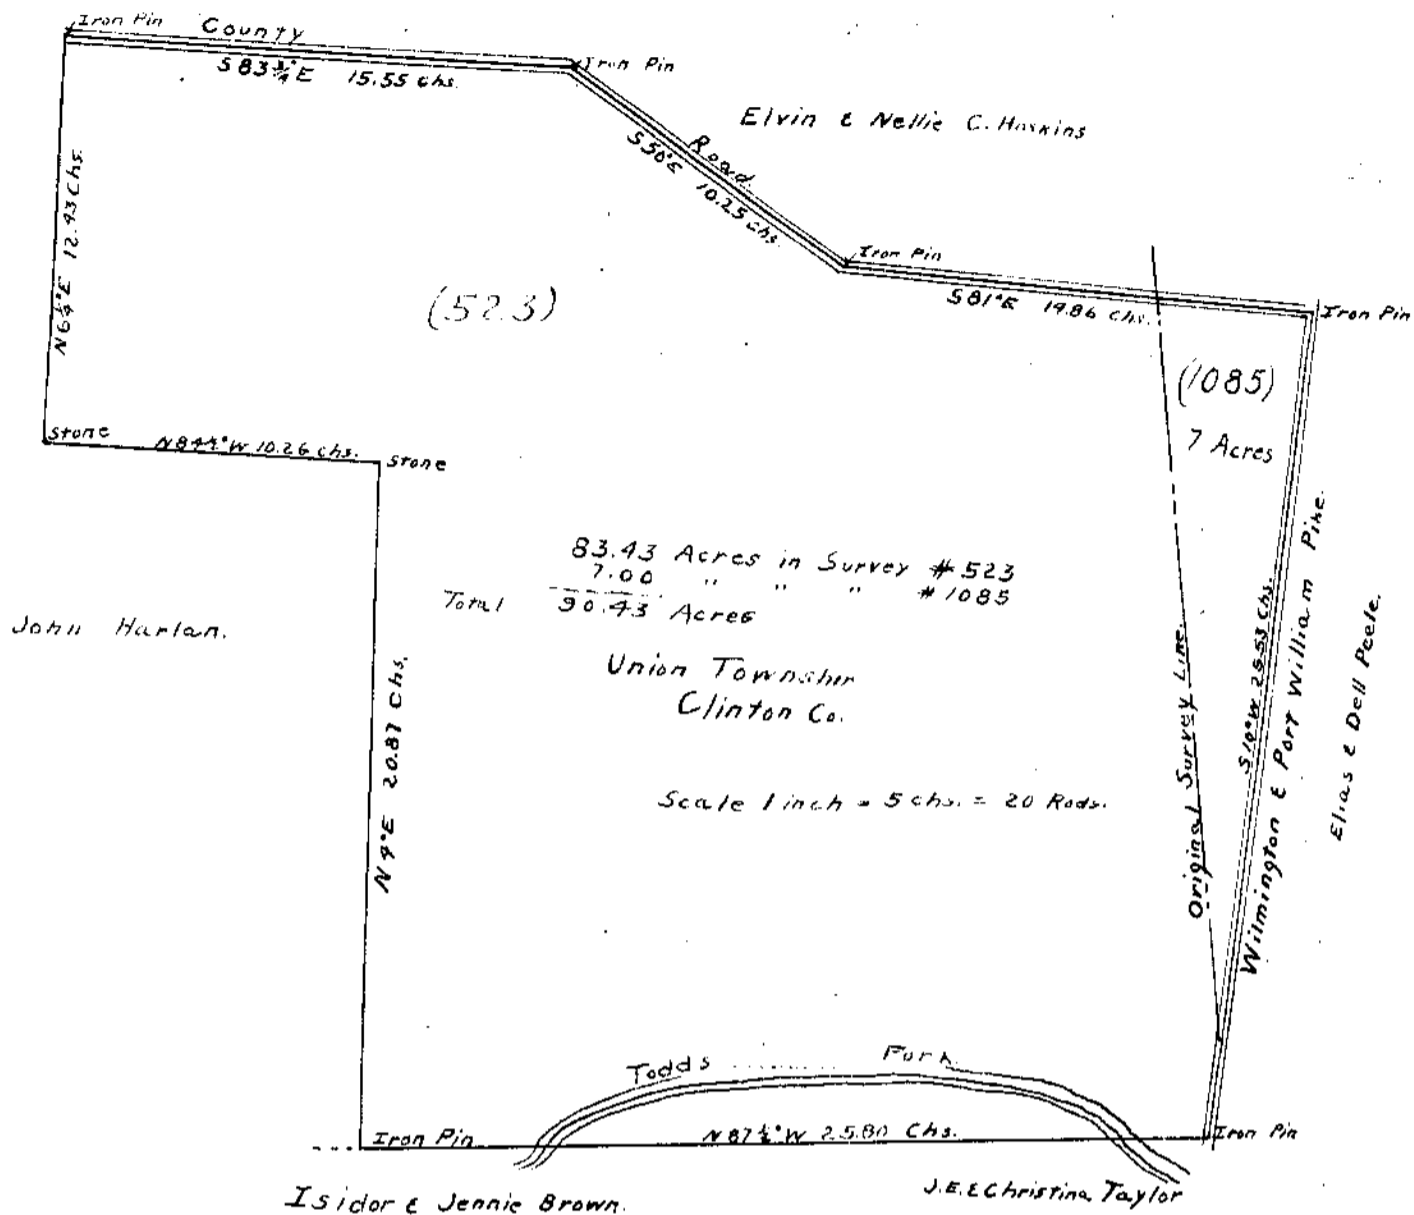 Iron Pin
County
S 83¾° E 15.55 Chs.
Iron Pin
Elvin & Nellie C. Haskins
Road.
S 50° E 10.25 Chs.
Iron Pin
S 81° E 14.86 Chs.
Iron Pin
N 6¼° E 12.43 Chs.
(523)
(1085)
7 Acres
Stone
N 84½° W 10.26 Chs.
Stone
83.43 Acres in Survey # 523
7.00 " " " # 1085
Total 90.43 Acres
John Harlan.
Union Township
Clinton Co.
N 4° E 20.87 Chs.
Scale 1 inch = 5 chs. = 20 Rods.
Original Survey Line.
S 10° W 25.53 Chs.
Wilmington & Port William Pike.
Elias & Dell Peele.
Todds Fork
Iron Pin
N 87½° W 25.80 Chs.
Iron Pin
Isidor & Jennie Brown.
J.E. & Christina Taylor